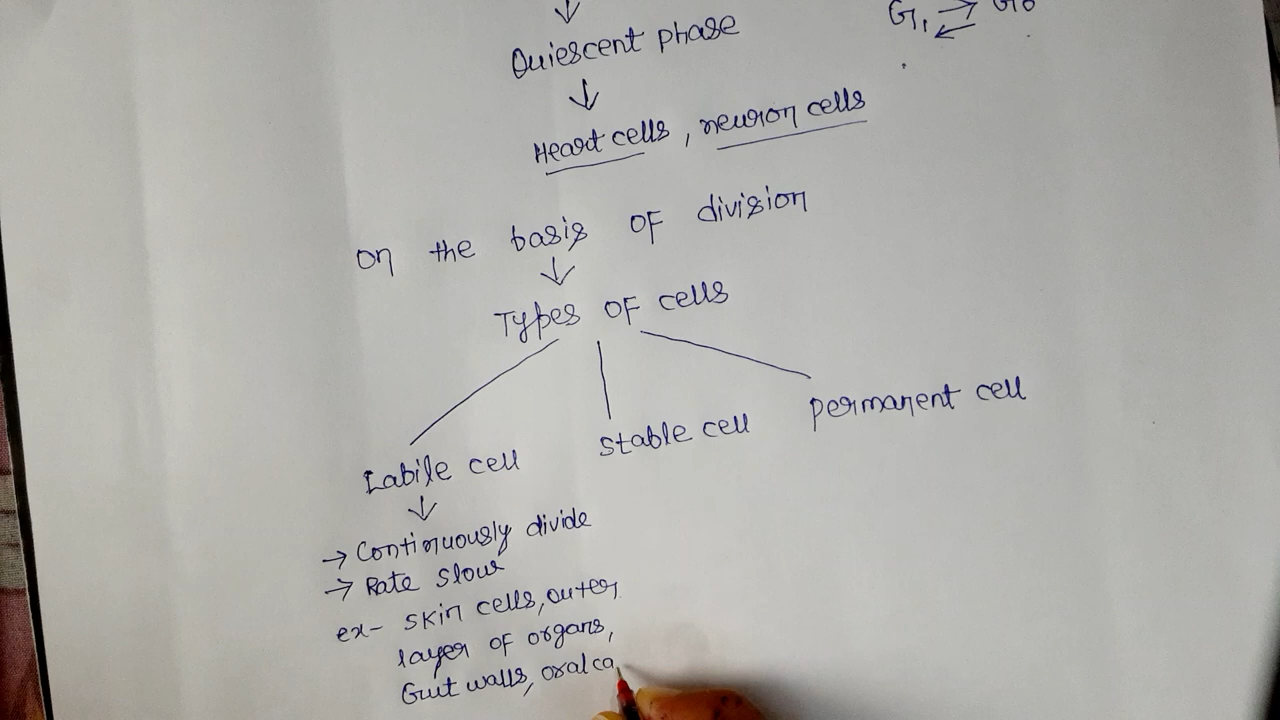 G₁ ⇄ G₀
↓
Quiescent phase
↓
Heart cells, neuron cells
on the basis of division
↓
Types of cells
Labile cell
stable cell
permanent cell
↓
→ Continuously divide
→ Rate slow
ex- skin cells, outer,
layer of organs,
Gut walls, oral ca